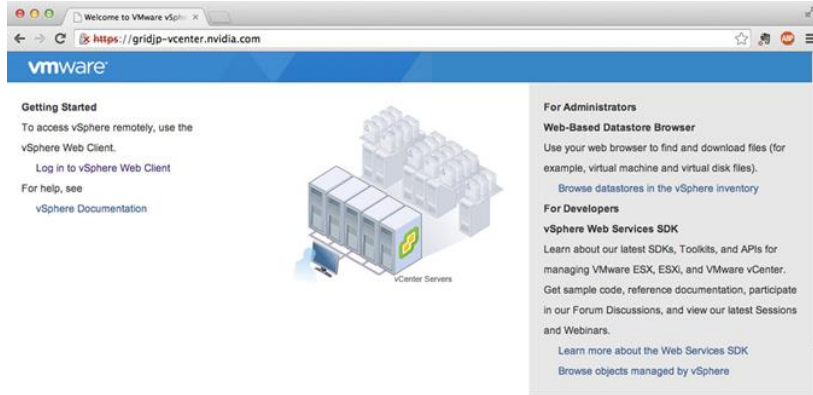 Welcome to VMware vSphe
https://gridjp-vcenter.nvidia.com
ABP
vmware
Getting Started
To access vSphere remotely, use the
vSphere Web Client.
Log in to vSphere Web Client
For help, see
vSphere Documentation
vCenter Servers
For Administrators
Web-Based Datastore Browser
Use your web browser to find and download files (for
example, virtual machine and virtual disk files).
Browse datastores in the vSphere inventory
For Developers
vSphere Web Services SDK
Learn about our latest SDKs, Toolkits, and APIs for
managing VMware ESX, ESXi, and VMware vCenter.
Get sample code, reference documentation, participate
in our Forum Discussions, and view our latest Sessions
and Webinars.
Learn more about the Web Services SDK
Browse objects managed by vSphere